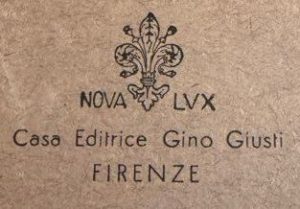 NOVA LVX
Casa Editrice Gino Giusti
FIRENZE